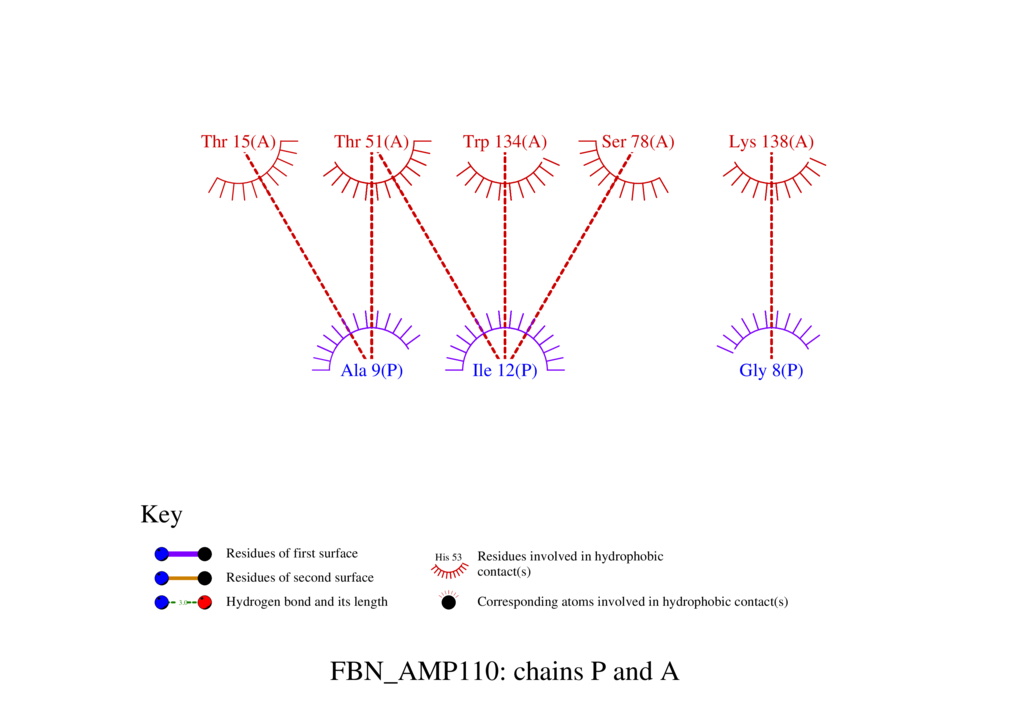 Thr 15(A) Thr 51(A) Trp 134(A) Ser 78(A) Lys 138(A)
Ala 9(P) Ile 12(P) Gly 8(P)
Key
Residues of first surface
Residues of second surface
3.0
Hydrogen bond and its length
His 53
Residues involved in hydrophobic
contact(s)
Corresponding atoms involved in hydrophobic contact(s)
FBN_AMP110: chains P and A